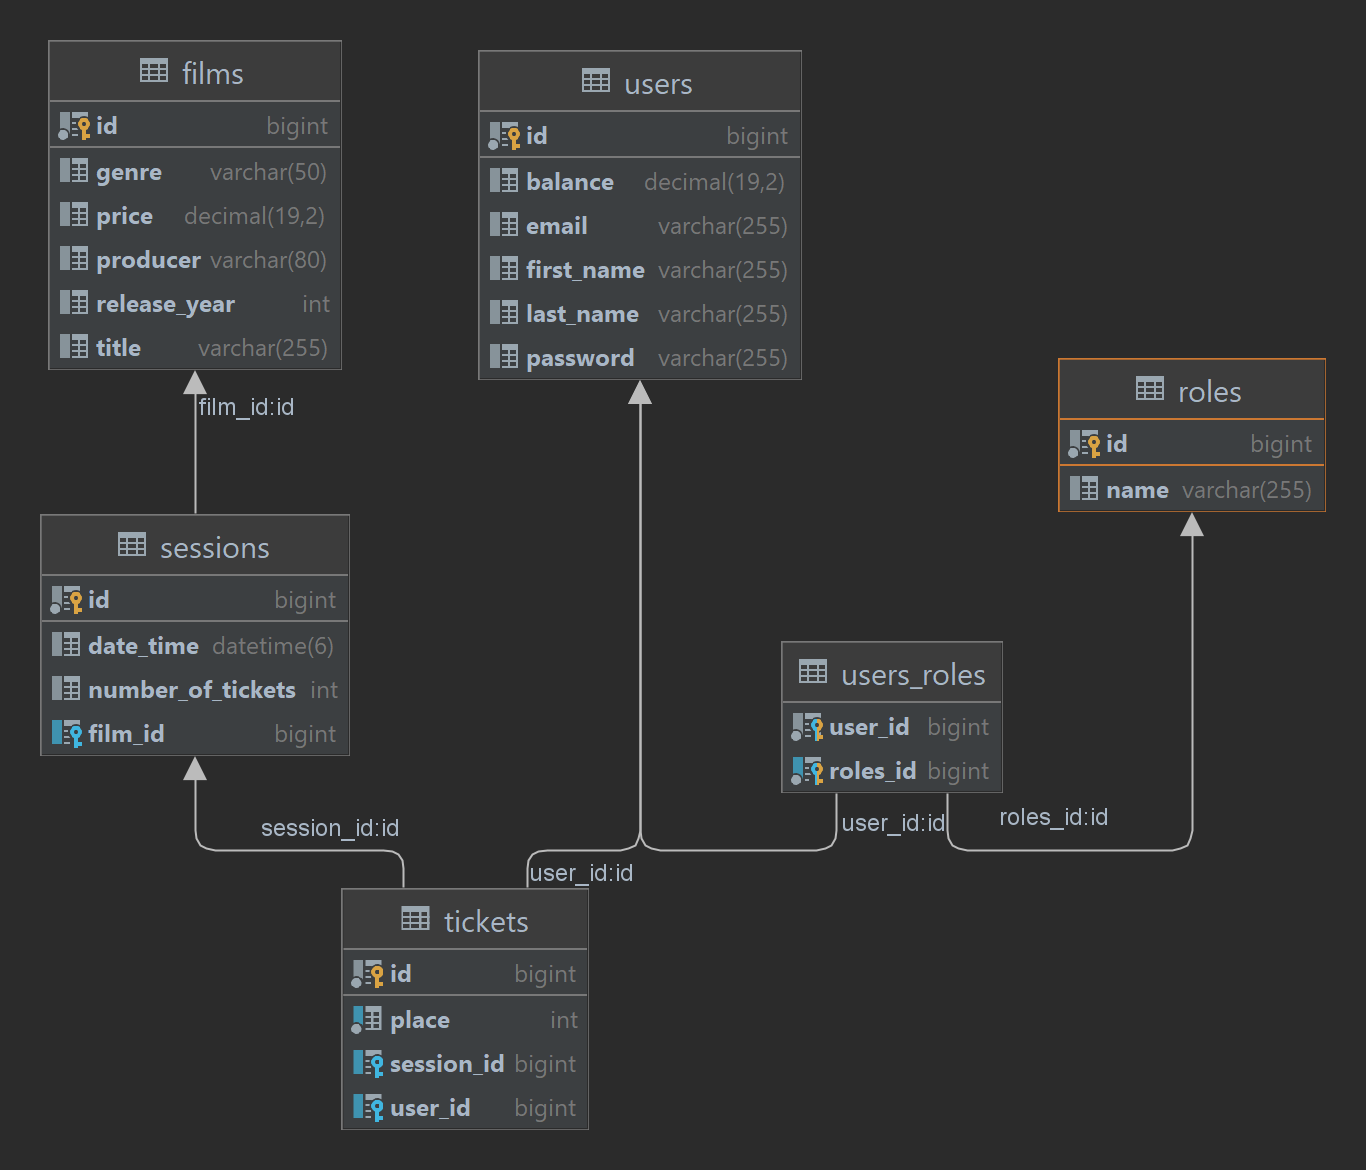 films
id bigint
genre varchar(50)
price decimal(19,2)
producer varchar(80)
release_year int
title varchar(255)
film_id:id
users
id bigint
balance decimal(19,2)
email varchar(255)
first_name varchar(255)
last_name varchar(255)
password varchar(255)
roles
id bigint
name varchar(255)
sessions
id bigint
date_time datetime(6)
number_of_tickets int
film_id bigint
users_roles
user_id bigint
roles_id bigint
session_id:id
user_id:id
user_id:id
roles_id:id
tickets
id bigint
place int
session_id bigint
user_id bigint